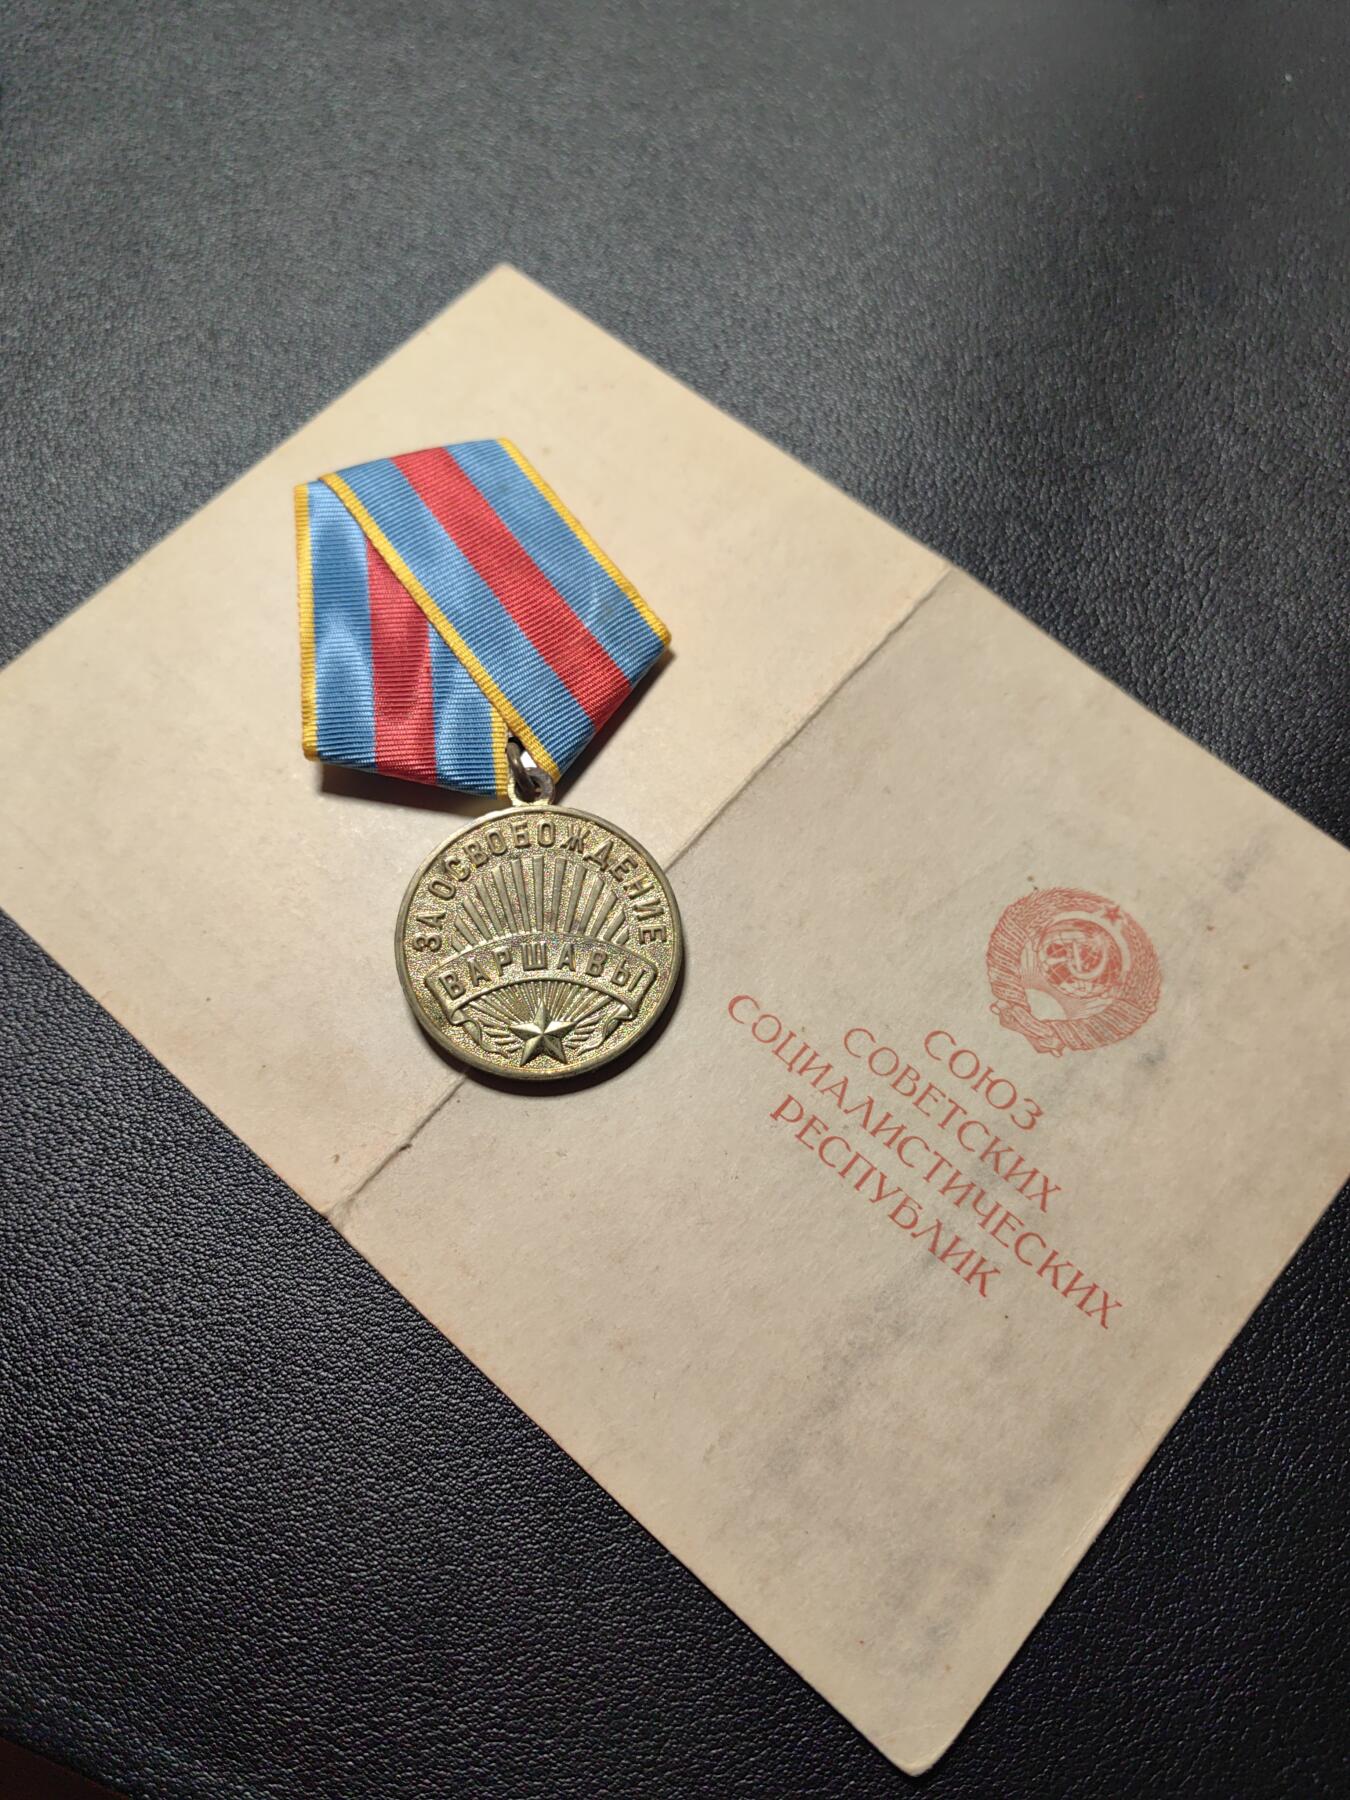 ЗА ОСВОБОЖДЕНИЕ
ВАРШАВЫ
СОЮЗ
СОВЕТСКИХ
СОЦИАЛИСТИЧЕСКИХ
РЕСПУБЛИК